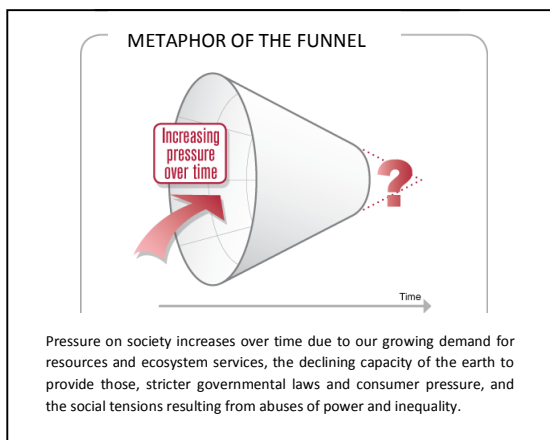 METAPHOR OF THE FUNNEL
Increasing
pressure
over time
?
Time
Pressure on society increases over time due to our growing demand for
resources and ecosystem services, the declining capacity of the earth to
provide those, stricter governmental laws and consumer pressure, and
the social tensions resulting from abuses of power and inequality.